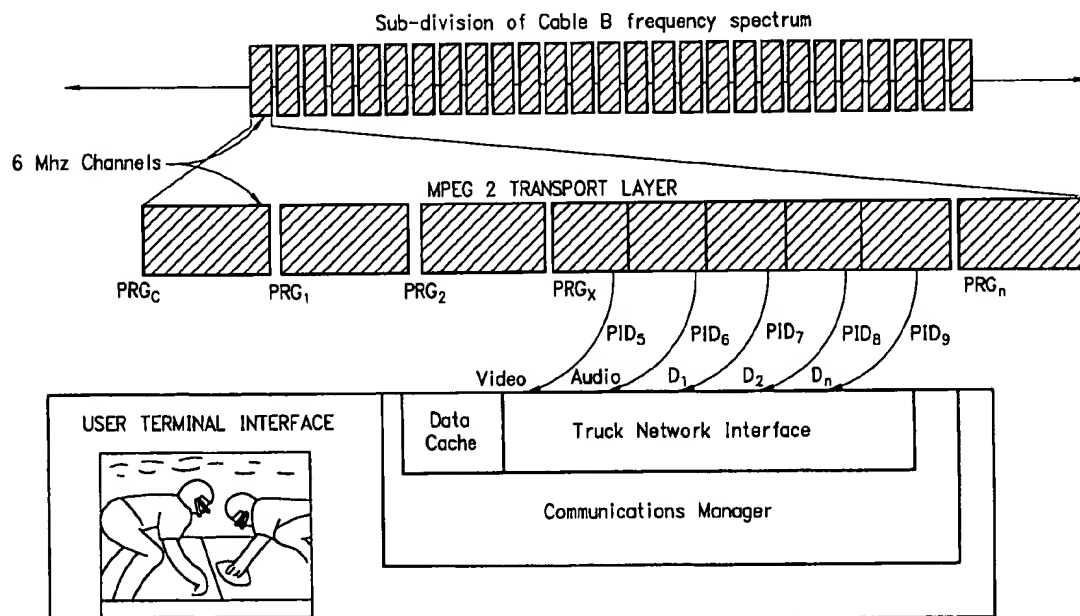 Sub-division of Cable B frequency spectrum
6 Mhz Channels
MPEG 2 TRANSPORT LAYER
PRGC PRG1 PRG2 PRGX PRGn
PID5 PID6 PID7 PID8 PID9
Video Audio D1 D2 Dn
USER TERMINAL INTERFACE
Data
Cache
Truck Network Interface
Communications Manager